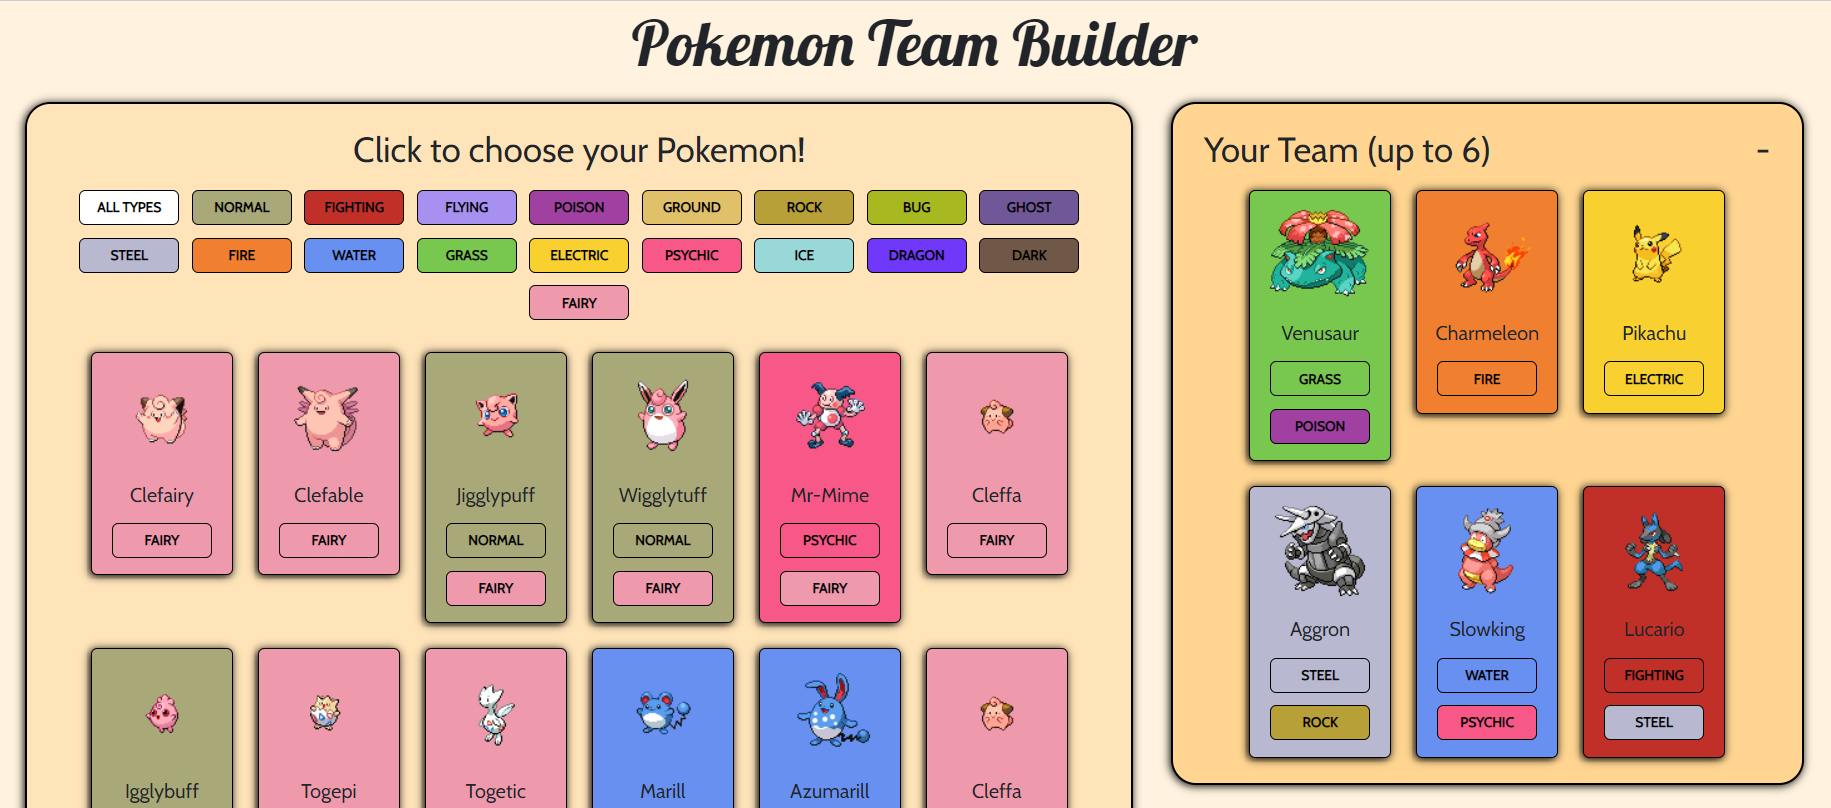 Pokemon Team Builder
Click to choose your Pokemon!
ALL TYPES NORMAL FIGHTING FLYING POISON GROUND ROCK BUG GHOST
STEEL FIRE WATER GRASS ELECTRIC PSYCHIC ICE DRAGON DARK
FAIRY
Clefairy Clefable Jigglypuff Wigglytuff Mr-Mime Cleffa
FAIRY FAIRY NORMAL NORMAL PSYCHIC FAIRY
FAIRY FAIRY FAIRY
Igglybuff Togepi Togetic Marill Azumarill Cleffa
Your Team (up to 6) -
Venusaur Charmeleon Pikachu
GRASS FIRE ELECTRIC
POISON
Aggron Slowking Lucario
STEEL WATER FIGHTING
ROCK PSYCHIC STEEL